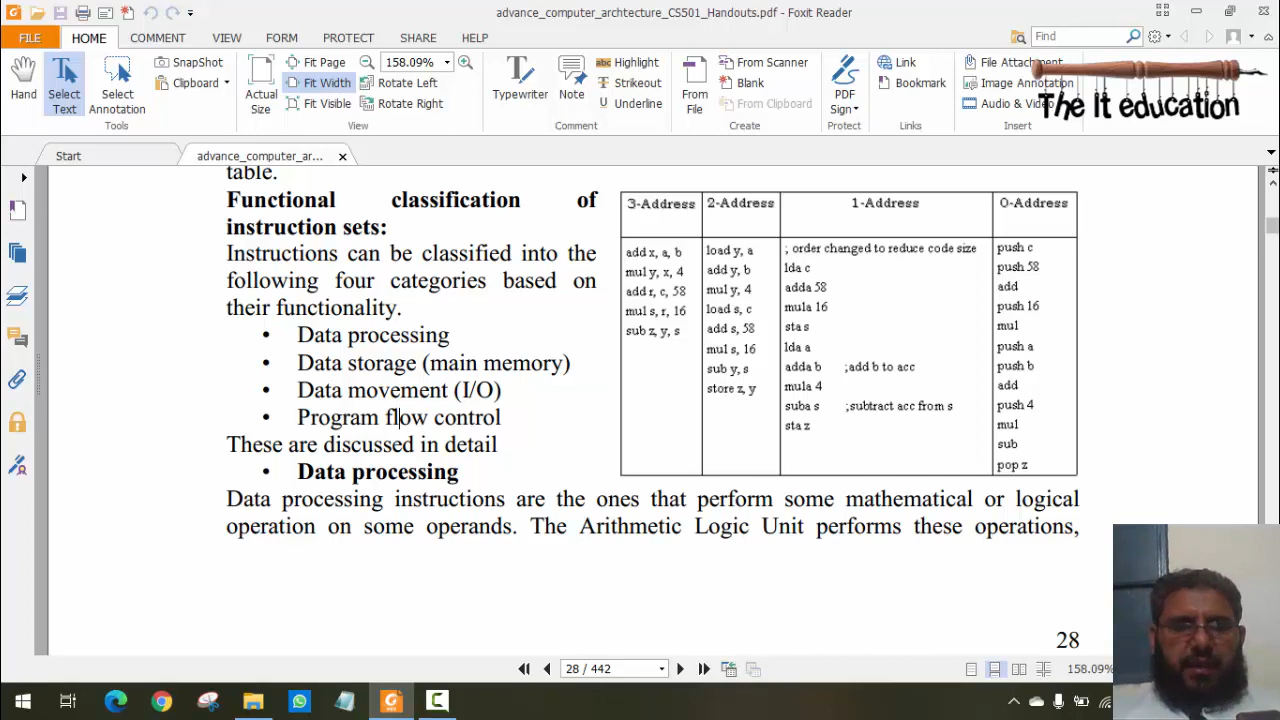 advance_computer_archtecture_CS501_Handouts.pdf - Foxit Reader
FILE HOME COMMENT VIEW FORM PROTECT SHARE HELP
Find
Hand
Select Text
Select Annotation
SnapShot
Clipboard
Tools
Actual Size
Fit Page
Fit Width
Fit Visible
158.09%
Rotate Left
Rotate Right
View
Typewriter
Note
Highlight
Strikeout
Underline
Comment
From File
From Scanner
Blank
From Clipboard
Create
PDF Sign
Protect
Link
Bookmark
Links
File Attachment
Image Annotation
Audio & Video
Insert
The It education
Start
advance_computer_ar...
table.
Functional classification of
instruction sets:
Instructions can be classified into the
following four categories based on
their functionality.
• Data processing
• Data storage (main memory)
• Data movement (I/O)
• Program flow control
These are discussed in detail
• Data processing
Data processing instructions are the ones that perform some mathematical or logical
operation on some operands. The Arithmetic Logic Unit performs these operations,
3-Address
add x, a, b
mul y, x, 4
add r, c, 58
mul s, r, 16
sub z, y, s
2-Address
load y, a
add y, b
mul y, 4
load s, c
add s, 58
mul s, 16
sub y, s
store z, y
1-Address
; order changed to reduce code size
lda c
adda 58
mula 16
sta s
lda a
adda b ;add b to acc
mula 4
suba s ;subtract acc from s
sta z
0-Address
push c
push 58
add
push 16
mul
push a
push b
add
push 4
mul
sub
pop z
28
28 / 442
158.09%